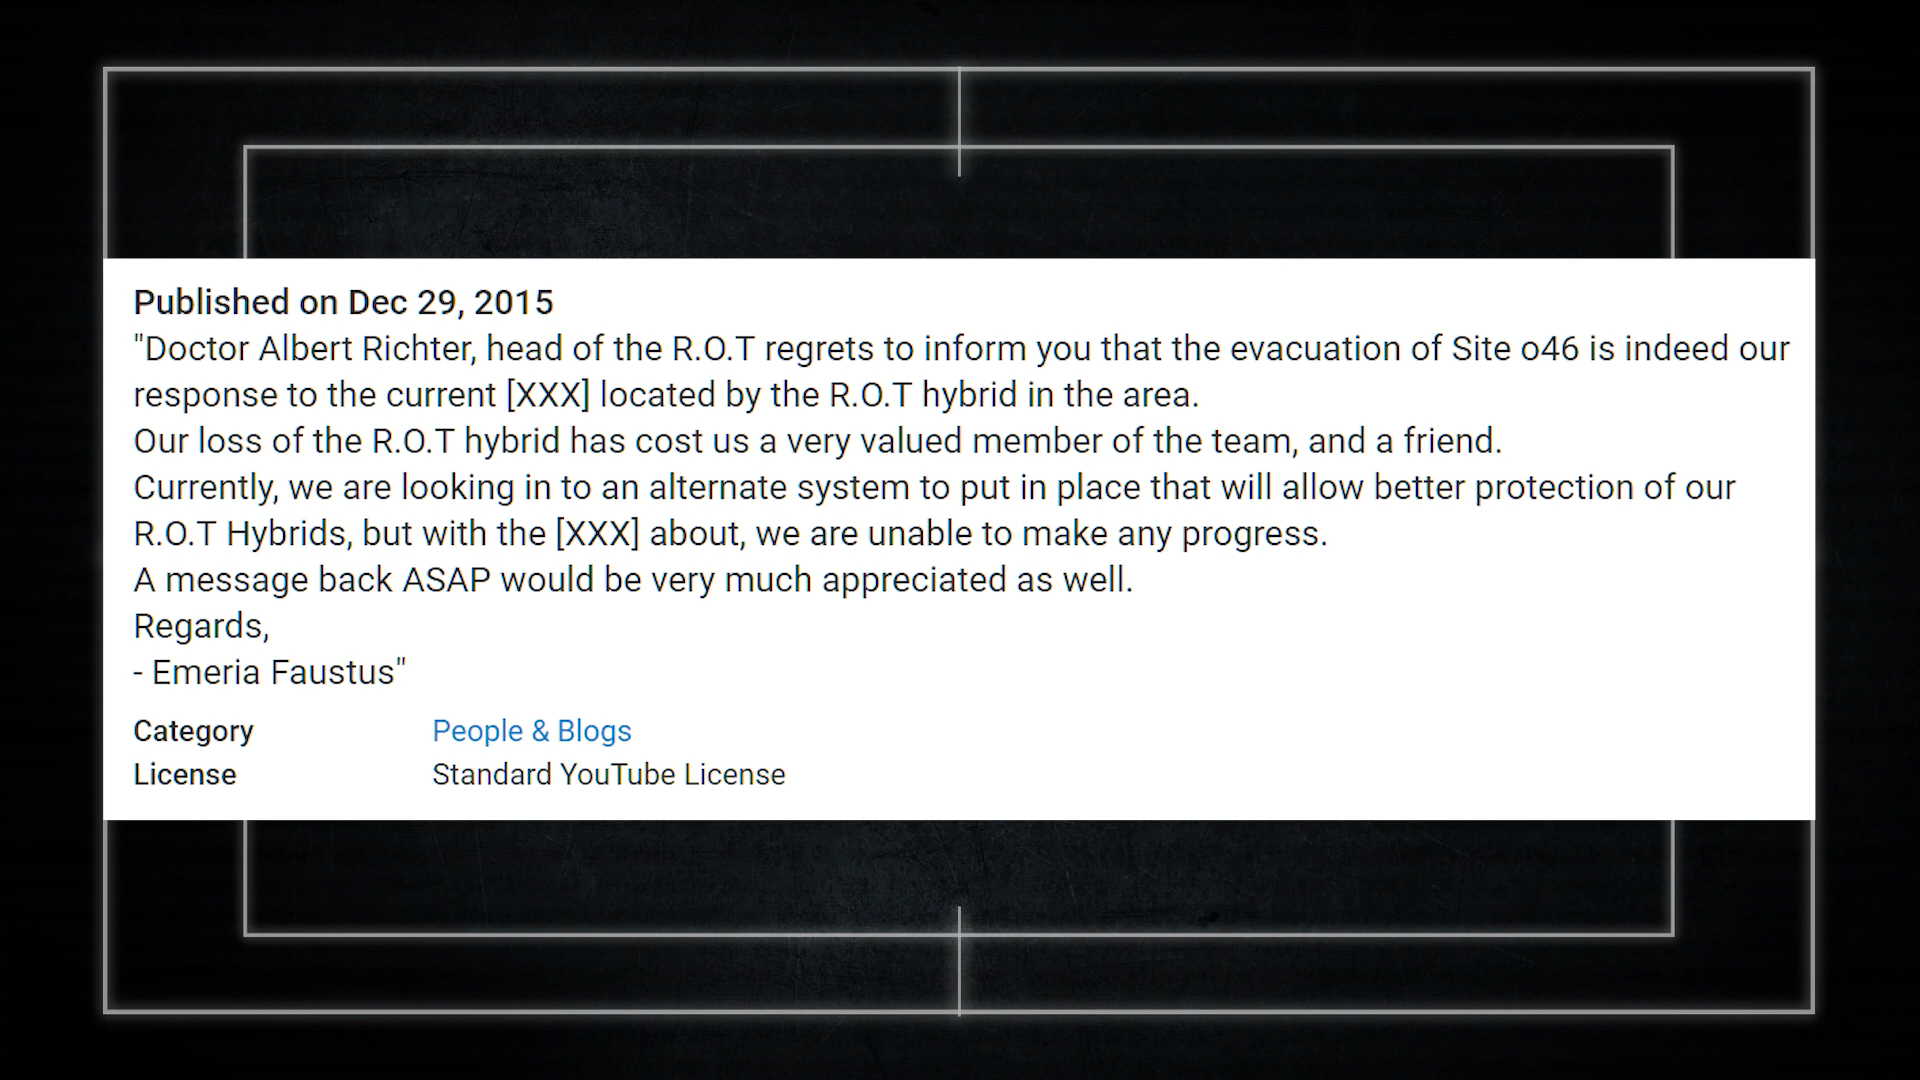 Published on Dec 29, 2015
"Doctor Albert Richter, head of the R.O.T regrets to inform you that the evacuation of Site o46 is indeed our
response to the current [XXX] located by the R.O.T hybrid in the area.
Our loss of the R.O.T hybrid has cost us a very valued member of the team, and a friend.
Currently, we are looking in to an alternate system to put in place that will allow better protection of our
R.O.T Hybrids, but with the [XXX] about, we are unable to make any progress.
A message back ASAP would be very much appreciated as well.
Regards,
- Emeria Faustus"
Category People & Blogs
License Standard YouTube License